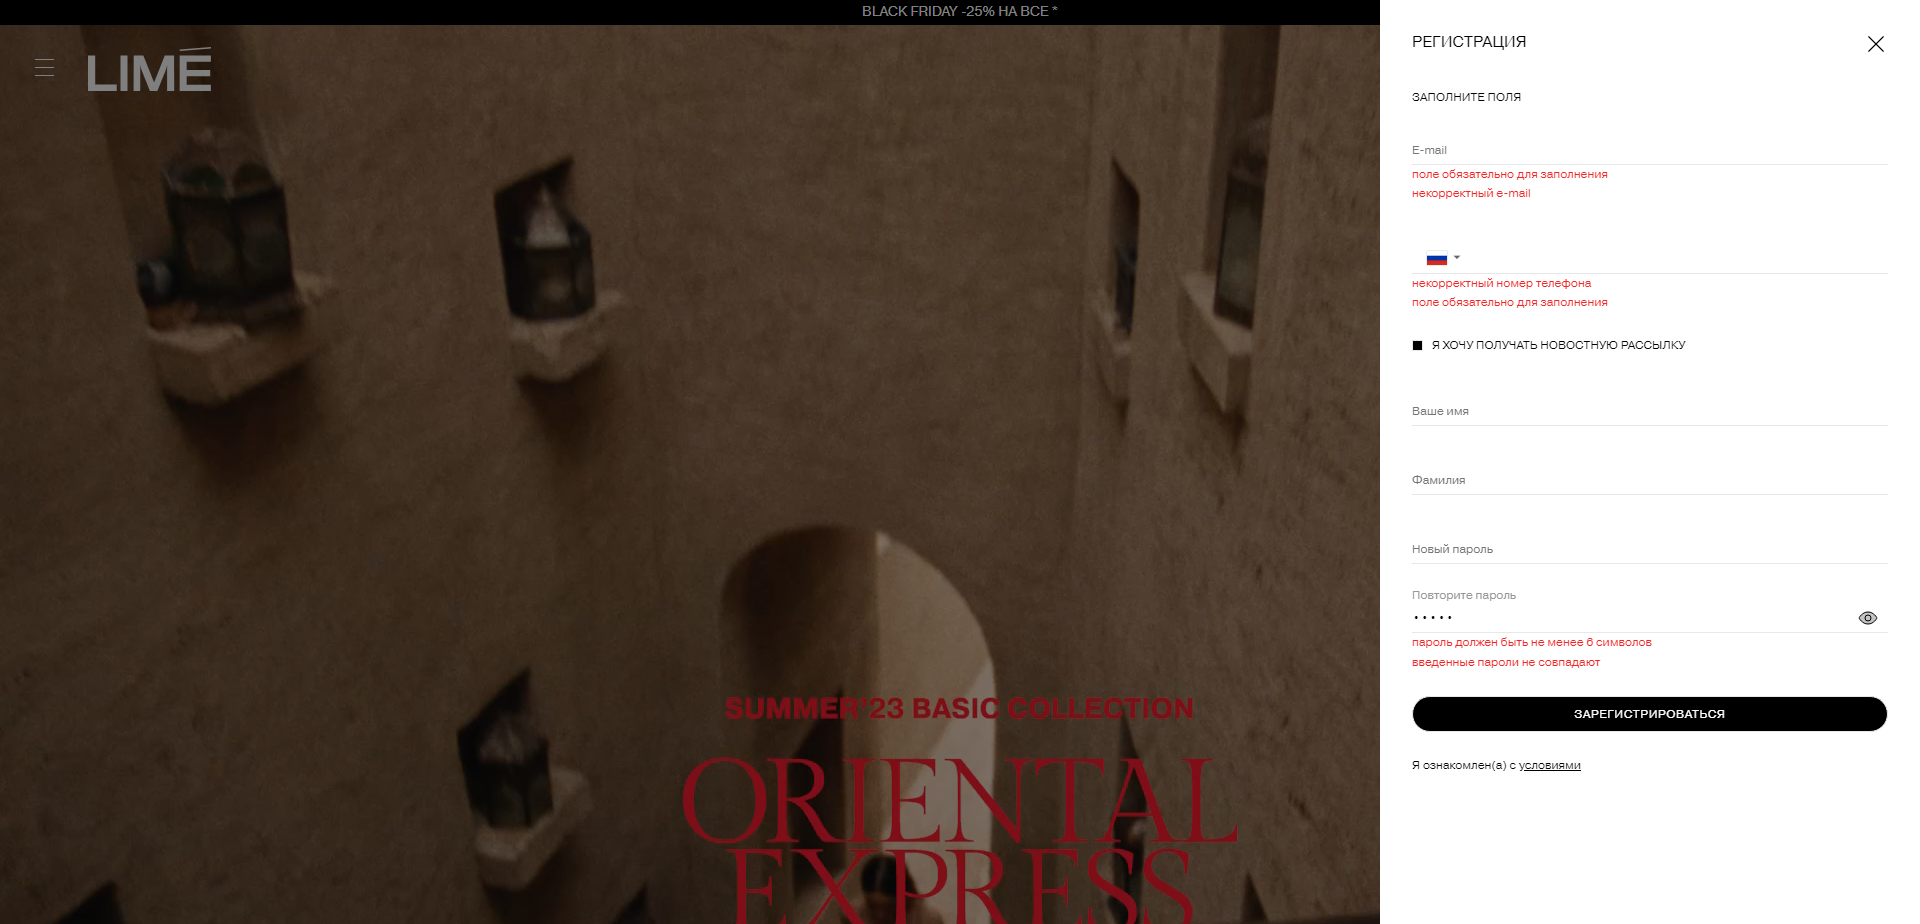 BLACK FRIDAY -25% НА ВСЕ *
LIMÉ
SUMMER'23 BASIC COLLECTION
ORIENTAL
EXPRESS
РЕГИСТРАЦИЯ
ЗАПОЛНИТЕ ПОЛЯ
E-mail
поле обязательно для заполнения
некорректный e-mail
некорректный номер телефона
поле обязательно для заполнения
Я ХОЧУ ПОЛУЧАТЬ НОВОСТНУЮ РАССЫЛКУ
Ваше имя
Фамилия
Новый пароль
Повторите пароль
•••••
пароль должен быть не менее 6 символов
введенные пароли не совпадают
ЗАРЕГИСТРИРОВАТЬСЯ
Я ознакомлен(а) с условиями